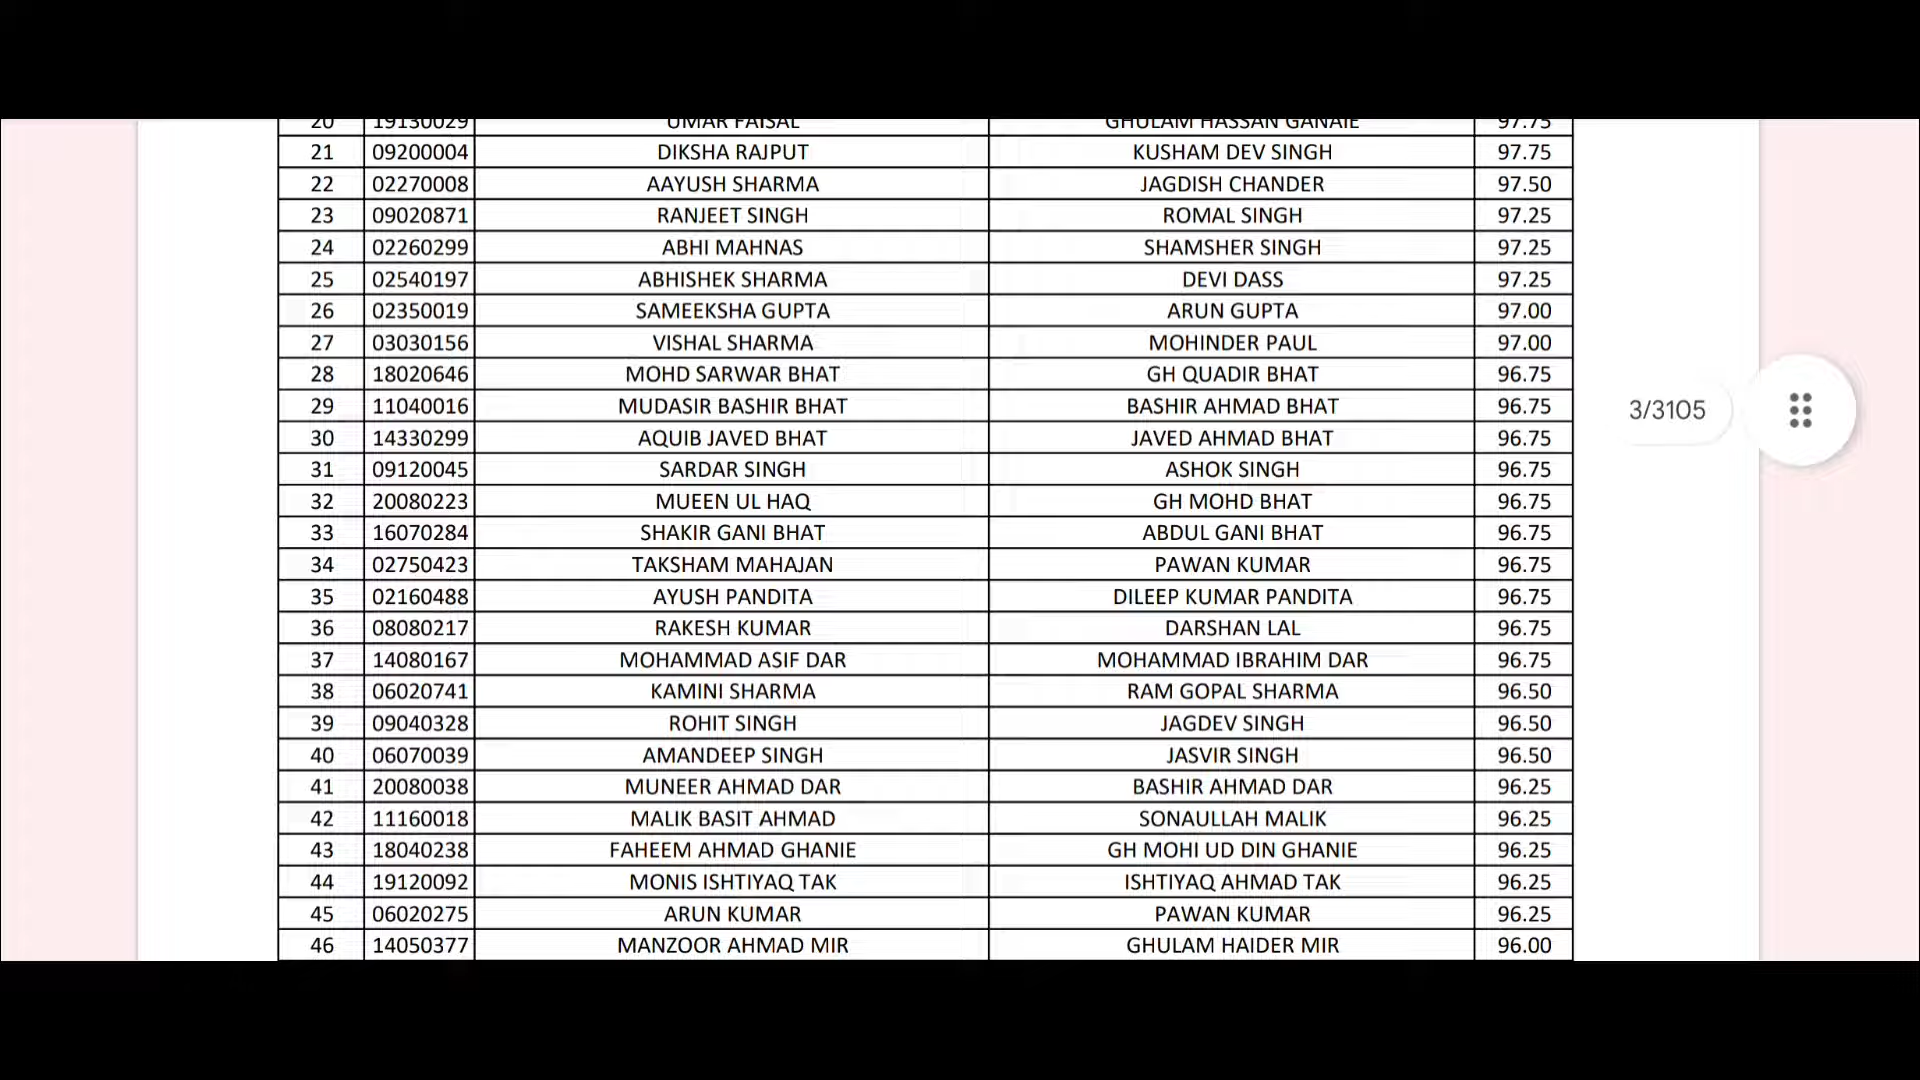 20 19130029 UMAR FAISAL GHULAM HASSAN GANAIE 97.75
21 09200004 DIKSHA RAJPUT KUSHAM DEV SINGH 97.75
22 02270008 AAYUSH SHARMA JAGDISH CHANDER 97.50
23 09020871 RANJEET SINGH ROMAL SINGH 97.25
24 02260299 ABHI MAHNAS SHAMSHER SINGH 97.25
25 02540197 ABHISHEK SHARMA DEVI DASS 97.25
26 02350019 SAMEEKSHA GUPTA ARUN GUPTA 97.00
27 03030156 VISHAL SHARMA MOHINDER PAUL 97.00
28 18020646 MOHD SARWAR BHAT GH QUADIR BHAT 96.75
29 11040016 MUDASIR BASHIR BHAT BASHIR AHMAD BHAT 96.75
3/3105
30 14330299 AQUIB JAVED BHAT JAVED AHMAD BHAT 96.75
31 09120045 SARDAR SINGH ASHOK SINGH 96.75
32 20080223 MUEEN UL HAQ GH MOHD BHAT 96.75
33 16070284 SHAKIR GANI BHAT ABDUL GANI BHAT 96.75
34 02750423 TAKSHAM MAHAJAN PAWAN KUMAR 96.75
35 02160488 AYUSH PANDITA DILEEP KUMAR PANDITA 96.75
36 08080217 RAKESH KUMAR DARSHAN LAL 96.75
37 14080167 MOHAMMAD ASIF DAR MOHAMMAD IBRAHIM DAR 96.75
38 06020741 KAMINI SHARMA RAM GOPAL SHARMA 96.50
39 09040328 ROHIT SINGH JAGDEV SINGH 96.50
40 06070039 AMANDEEP SINGH JASVIR SINGH 96.50
41 20080038 MUNEER AHMAD DAR BASHIR AHMAD DAR 96.25
42 11160018 MALIK BASIT AHMAD SONAULLAH MALIK 96.25
43 18040238 FAHEEM AHMAD GHANIE GH MOHI UD DIN GHANIE 96.25
44 19120092 MONIS ISHTIYAQ TAK ISHTIYAQ AHMAD TAK 96.25
45 06020275 ARUN KUMAR PAWAN KUMAR 96.25
46 14050377 MANZOOR AHMAD MIR GHULAM HAIDER MIR 96.00